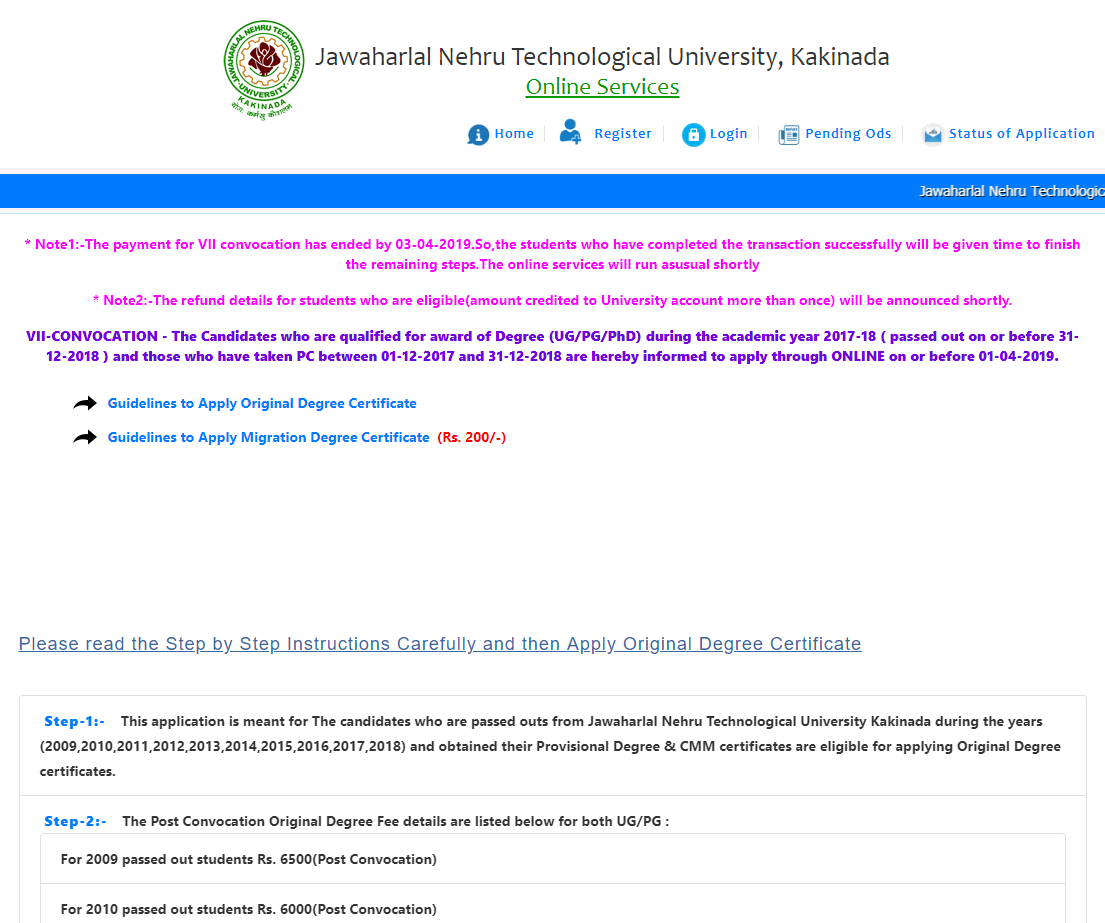 JAWAHARLAL NEHRU TECHNOLOGICAL UNIVERSITY
KAKINADA
योगः कर्मसु कौशलम्
Jawaharlal Nehru Technological University, Kakinada
Online Services
Home Register Login Pending Ods Status of Application
Jawaharlal Nehru Technologic
* Note1:-The payment for VII convocation has ended by 03-04-2019.So,the students who have completed the transaction successfully will be given time to finish
the remaining steps.The online services will run asusual shortly
* Note2:-The refund details for students who are eligible(amount credited to University account more than once) will be announced shortly.
VII-CONVOCATION - The Candidates who are qualified for award of Degree (UG/PG/PhD) during the academic year 2017-18 ( passed out on or before 31-
12-2018 ) and those who have taken PC between 01-12-2017 and 31-12-2018 are hereby informed to apply through ONLINE on or before 01-04-2019.
Guidelines to Apply Original Degree Certificate
Guidelines to Apply Migration Degree Certificate (Rs. 200/-)
Please read the Step by Step Instructions Carefully and then Apply Original Degree Certificate
Step-1:- This application is meant for The candidates who are passed outs from Jawaharlal Nehru Technological University Kakinada during the years
(2009,2010,2011,2012,2013,2014,2015,2016,2017,2018) and obtained their Provisional Degree & CMM certificates are eligible for applying Original Degree
certificates.
Step-2:- The Post Convocation Original Degree Fee details are listed below for both UG/PG :
For 2009 passed out students Rs. 6500(Post Convocation)
For 2010 passed out students Rs. 6000(Post Convocation)